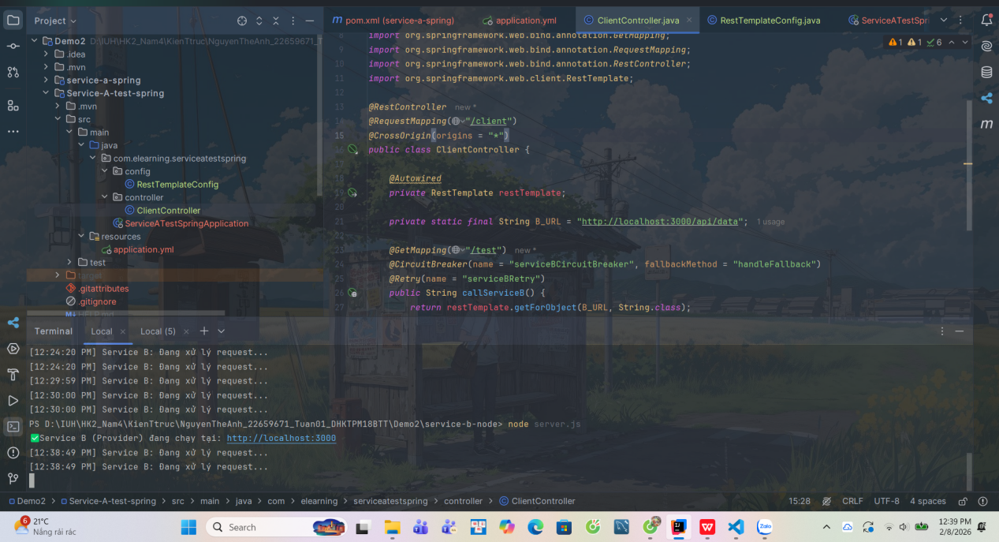 Project
Demo2 D:\IUH\HK2_Nam4\KienTtruc\NguyenTheAnh_22659671_T
.idea
.mvn
service-a-spring
Service-A-test-spring
.mvn
src
main
java
com.elearning.serviceatestspring
config
RestTemplateConfig
controller
ClientController
ServiceATestSpringApplication
resources
application.yml
test
target
.gitattributes
.gitignore
HELP.md
pom.xml (service-a-spring) application.yml ClientController.java RestTemplateConfig.java ServiceATestSpri
1 1 6
8 import org.springframework.web.bind.annotation.GetMapping;
import org.springframework.web.bind.annotation.RequestMapping;
10 import org.springframework.web.bind.annotation.RestController;
11 import org.springframework.web.client.RestTemplate;
12
13 @RestController new *
14 @RequestMapping("/client")
15 @CrossOrigin(origins = "*")
16 public class ClientController {
18 @Autowired
19 private RestTemplate restTemplate;
20
21 private static final String B_URL = "http://localhost:3000/api/data"; 1 usage
22
23 @GetMapping("/test") new *
24 @CircuitBreaker(name = "serviceBCircuitBreaker", fallbackMethod = "handleFallback")
25 @Retry(name = "serviceBRetry")
26 public String callServiceB() {
27 return restTemplate.getForObject(B_URL, String.class);
Terminal Local Local (5)
[12:24:20 PM] Service B: Đang xử lý request...
[12:24:20 PM] Service B: Đang xử lý request...
[12:29:59 PM] Service B: Đang xử lý request...
[12:30:00 PM] Service B: Đang xử lý request...
[12:30:00 PM] Service B: Đang xử lý request...
PS D:\IUH\HK2_Nam4\KienTtruc\NguyenTheAnh_22659671_Tuan01_DHKTPM18BTT\Demo2\service-b-node> node server.js
✅Service B (Provider) đang chạy tại: http://localhost:3000
[12:38:49 PM] Service B: Đang xử lý request...
[12:38:49 PM] Service B: Đang xử lý request...
Demo2 > Service-A-test-spring > src > main > java > com > elearning > serviceatestspring > controller > ClientController
15:28 CRLF UTF-8 4 spaces
6 21°C
Nắng rải rác
Search
Zalo
12:39 PM
2/8/2026